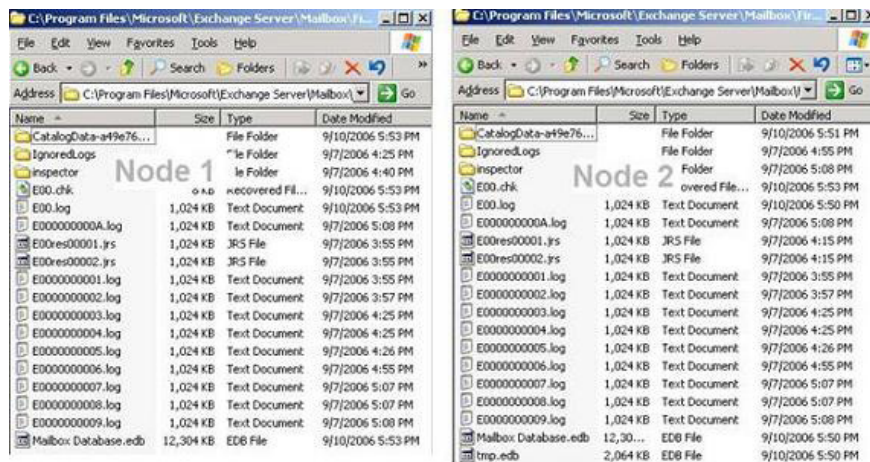 C:\Program Files\Microsoft\Exchange Server\Mailbox\Fi...
File Edit View Favorites Tools Help
Back Search Folders »
Address C:\Program Files\Microsoft\Exchange Server\Mailbox\ Go
Name Size Type Date Modified
CatalogData-a49e76... File Folder 9/10/2006 5:53 PM
IgnoredLogs File Folder 9/7/2006 4:25 PM
inspector le Folder 9/7/2006 4:40 PM
Node 1
E00.chk KB Recovered Fil... 9/10/2006 5:53 PM
E00.log 1,024 KB Text Document 9/10/2006 5:53 PM
E000000000A.log 1,024 KB Text Document 9/7/2006 5:08 PM
E00res00001.jrs 1,024 KB JRS File 9/7/2006 3:55 PM
E00res00002.jrs 1,024 KB JRS File 9/7/2006 3:55 PM
E0000000001.log 1,024 KB Text Document 9/7/2006 3:55 PM
E0000000002.log 1,024 KB Text Document 9/7/2006 3:57 PM
E0000000003.log 1,024 KB Text Document 9/7/2006 4:25 PM
E0000000004.log 1,024 KB Text Document 9/7/2006 4:25 PM
E0000000005.log 1,024 KB Text Document 9/7/2006 4:26 PM
E0000000006.log 1,024 KB Text Document 9/7/2006 4:55 PM
E0000000007.log 1,024 KB Text Document 9/7/2006 5:07 PM
E0000000008.log 1,024 KB Text Document 9/7/2006 5:07 PM
E0000000009.log 1,024 KB Text Document 9/7/2006 5:08 PM
Mailbox Database.edb 12,304 KB EDB File 9/10/2006 5:53 PM
C:\Program Files\Microsoft\Exchange Server\Mailbox\Fir...
File Edit View Favorites Tools Help
Back Search Folders
Address C:\Program Files\Microsoft\Exchange Server\Mailbox\ Go
Name Size Type Date Modified
CatalogData-a49e76... File Folder 9/10/2006 5:51 PM
IgnoredLogs File Folder 9/7/2006 4:55 PM
inspector Folder 9/7/2006 5:08 PM
Node 2
E00.chk overed File... 9/10/2006 5:53 PM
E00.log 1,024 KB Text Document 9/10/2006 5:50 PM
E000000000A.log 1,024 KB Text Document 9/7/2006 5:08 PM
E00res00001.jrs 1,024 KB JRS File 9/7/2006 4:15 PM
E00res00002.jrs 1,024 KB JRS File 9/7/2006 4:15 PM
E0000000001.log 1,024 KB Text Document 9/7/2006 3:55 PM
E0000000002.log 1,024 KB Text Document 9/7/2006 3:57 PM
E0000000003.log 1,024 KB Text Document 9/7/2006 4:25 PM
E0000000004.log 1,024 KB Text Document 9/7/2006 4:25 PM
E0000000005.log 1,024 KB Text Document 9/7/2006 4:26 PM
E0000000006.log 1,024 KB Text Document 9/7/2006 4:55 PM
E0000000007.log 1,024 KB Text Document 9/7/2006 5:07 PM
E0000000008.log 1,024 KB Text Document 9/7/2006 5:07 PM
E0000000009.log 1,024 KB Text Document 9/7/2006 5:08 PM
Mailbox Database.edb 12,30... EDB File 9/10/2006 5:50 PM
tmp.edb 2,064 KB EDB File 9/10/2006 5:50 PM